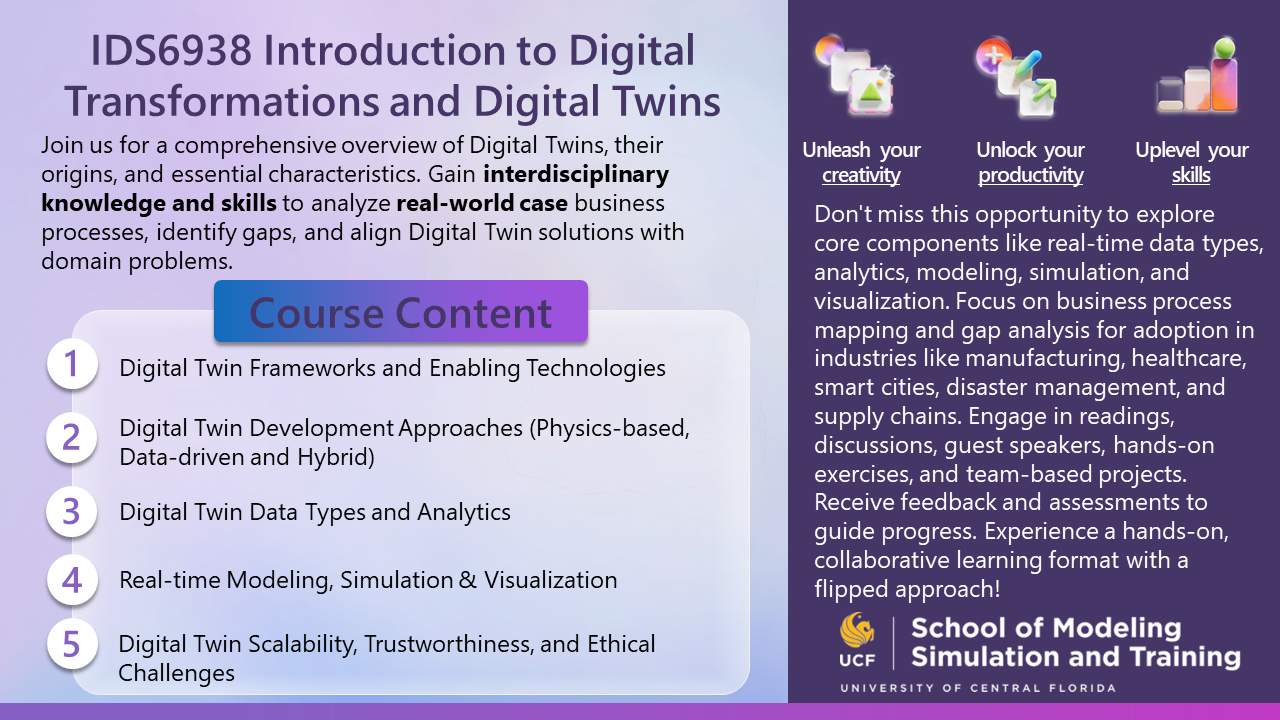 IDS6938 Introduction to Digital
Transformations and Digital Twins
Join us for a comprehensive overview of Digital Twins, their
origins, and essential characteristics. Gain interdisciplinary
knowledge and skills to analyze real-world case business
processes, identify gaps, and align Digital Twin solutions with
domain problems.
Course Content
1
Digital Twin Frameworks and Enabling Technologies
2
Digital Twin Development Approaches (Physics-based,
Data-driven and Hybrid)
3
Digital Twin Data Types and Analytics
4
Real-time Modeling, Simulation & Visualization
5
Digital Twin Scalability, Trustworthiness, and Ethical
Challenges
Unleash your
creativity
Unlock your
productivity
Uplevel your
skills
Don't miss this opportunity to explore
core components like real-time data types,
analytics, modeling, simulation, and
visualization. Focus on business process
mapping and gap analysis for adoption in
industries like manufacturing, healthcare,
smart cities, disaster management, and
supply chains. Engage in readings,
discussions, guest speakers, hands-on
exercises, and team-based projects.
Receive feedback and assessments to
guide progress. Experience a hands-on,
collaborative learning format with a
flipped approach!
UCF
School of Modeling
Simulation and Training
UNIVERSITY OF CENTRAL FLORIDA